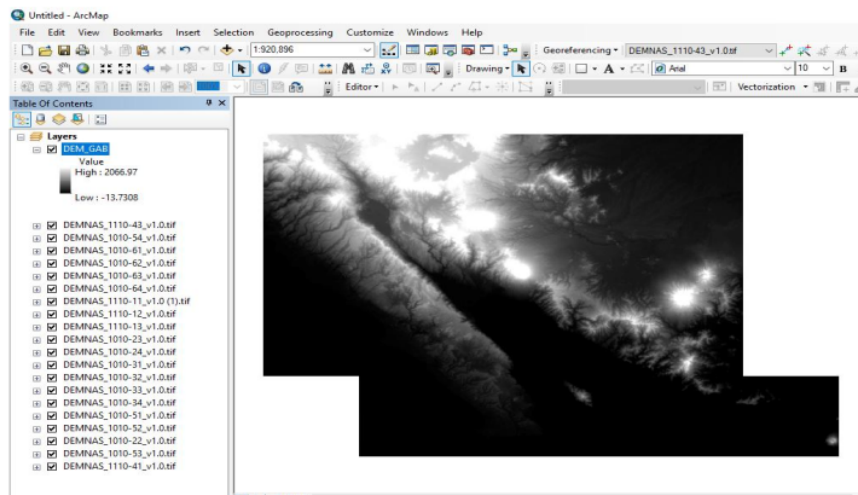 Untitled - ArcMap
File Edit View Bookmarks Insert Selection Geoprocessing Customize Windows Help
1:920,896 Georeferencing DEMNAS_1110-43_v1.0.tif
Drawing A Arial 10 B
Editor Vectorization
Table Of Contents
Layers
DEM_GAB
Value
High : 2066.97
Low : -13.7308
DEMNAS_1110-43_v1.0.tif
DEMNAS_1010-54_v1.0.tif
DEMNAS_1010-61_v1.0.tif
DEMNAS_1010-62_v1.0.tif
DEMNAS_1010-63_v1.0.tif
DEMNAS_1010-64_v1.0.tif
DEMNAS_1110-11_v1.0 (1).tif
DEMNAS_1110-12_v1.0.tif
DEMNAS_1110-13_v1.0.tif
DEMNAS_1010-23_v1.0.tif
DEMNAS_1010-24_v1.0.tif
DEMNAS_1010-31_v1.0.tif
DEMNAS_1010-32_v1.0.tif
DEMNAS_1010-33_v1.0.tif
DEMNAS_1010-34_v1.0.tif
DEMNAS_1010-51_v1.0.tif
DEMNAS_1010-52_v1.0.tif
DEMNAS_1010-22_v1.0.tif
DEMNAS_1010-53_v1.0.tif
DEMNAS_1110-41_v1.0.tif